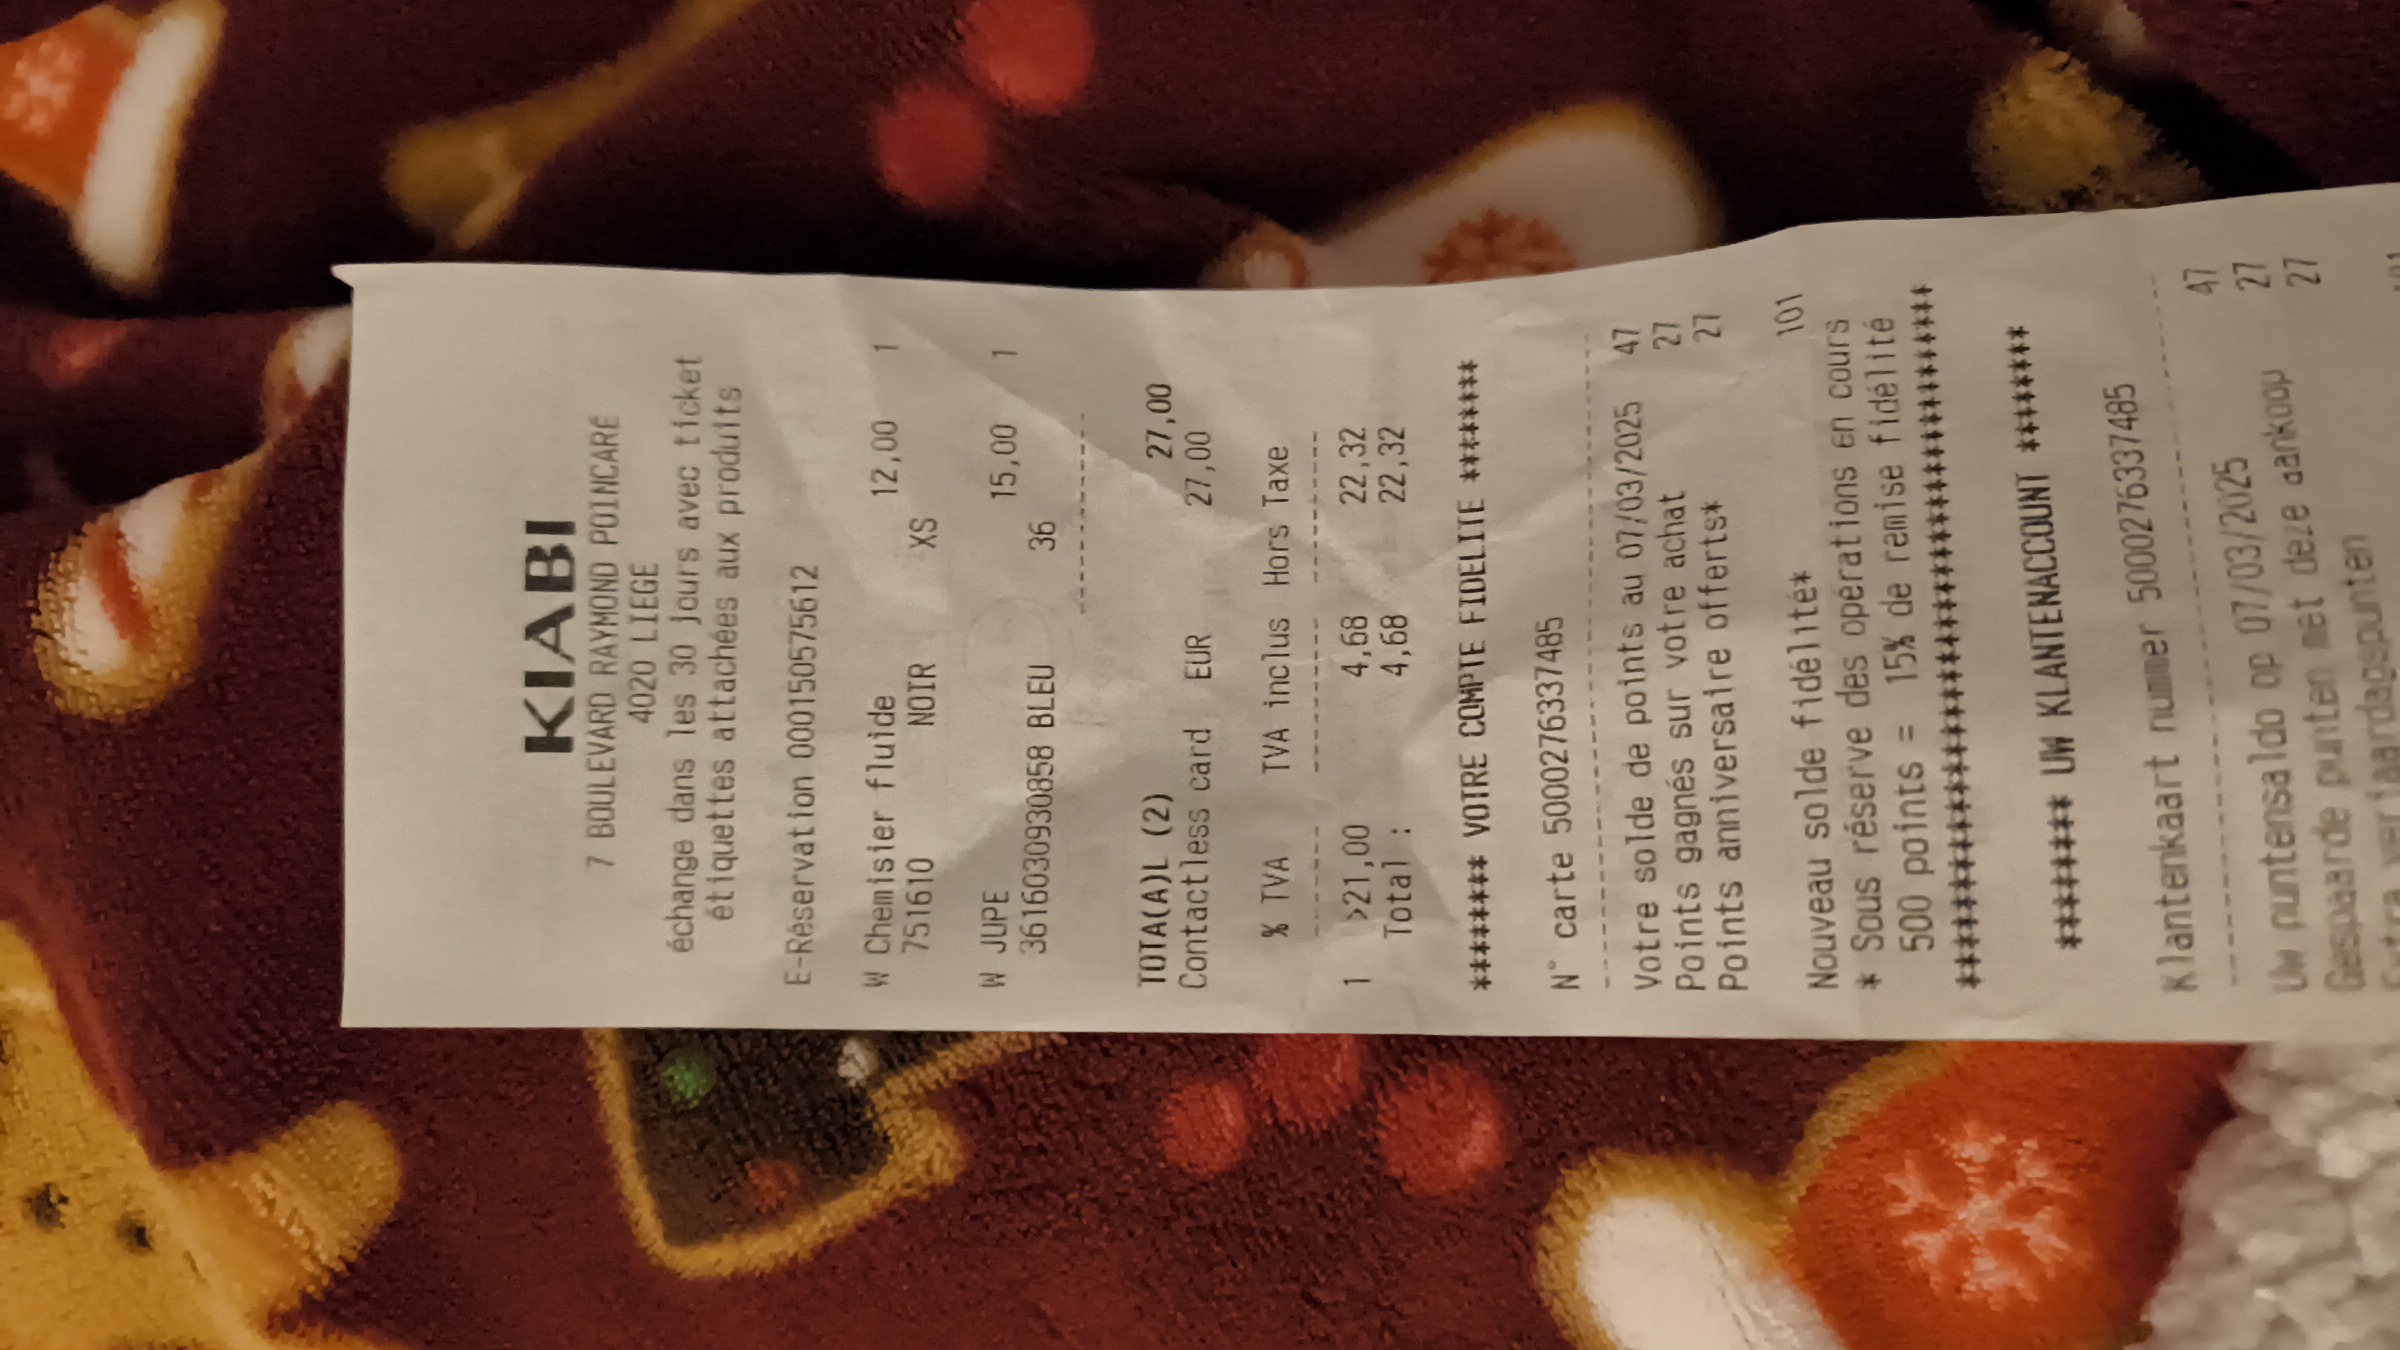 KIABI
7 BOULEVARD RAYMOND POINCARE
4020 LIEGE
échange dans les 30 jours avec ticket
étiquettes attachées aux produits
E-Réservation 0001505575612
W Chemisier fluide 12,00 1
751610 NOIR XS
W JUPE 15,00 1
3616030930858 BLEU 36
TOTA(A)L (2) 27,00
Contactless card EUR 27,00
% TVA TVA inclus Hors Taxe
1 >21,00 4,68 22,32
Total : 4,68 22,32
******* VOTRE COMPTE FIDELITE ********
N° carte 5000276337485
Votre solde de points au 07/03/2025 47
Points gagnés sur votre achat 27
Points anniversaire offerts* 27
Nouveau solde fidélité* 101
* Sous réserve des opérations en cours
500 points = 15% de remise fidélité
****************************************
******* UW KLANTENACCOUNT *******
Klantenkaart nummer 5000276337485
Uw puntensaldo op 07/03/2025 47
Gespaarde punten met deze aankoop 27
verjaardagspunten 27